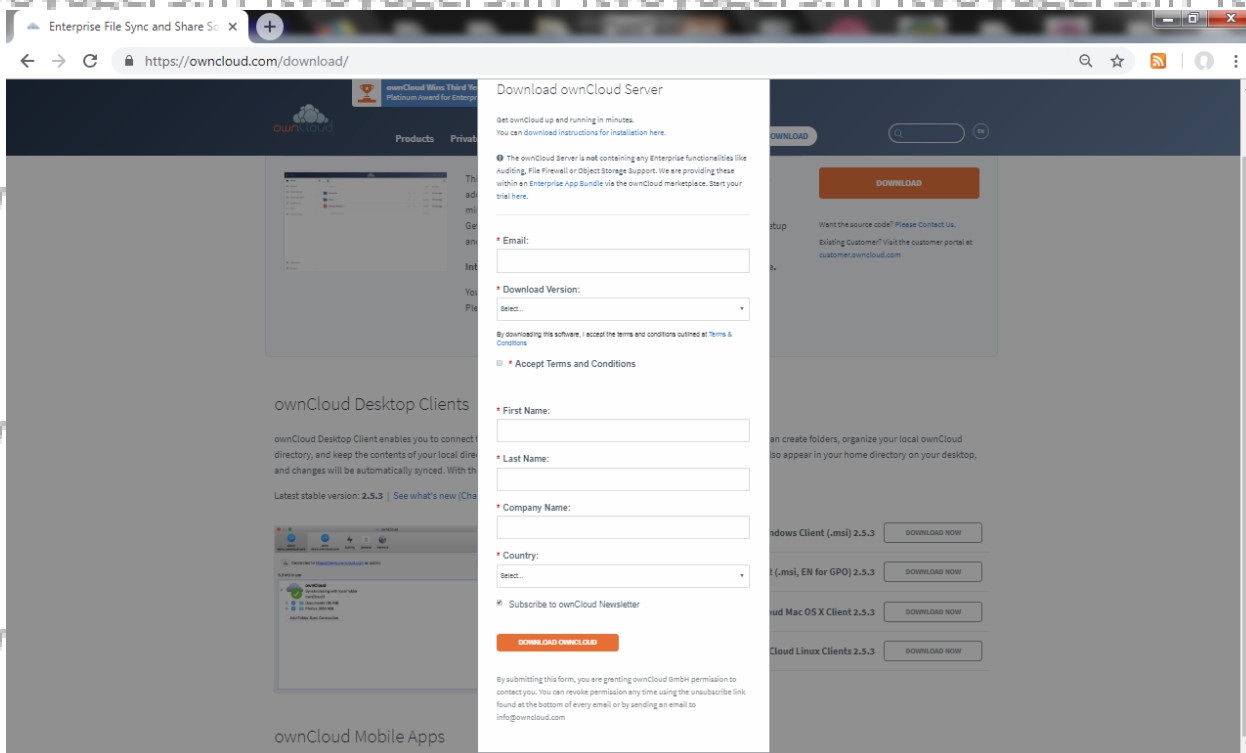 Enterprise File Sync and Share So
https://owncloud.com/download/
ownCloud Wins Third Ye
Platinum Award for Enterpr
ownCloud
Products Privat
OWNLOAD
EN
Download ownCloud Server
Get ownCloud up and running in minutes.
You can download instructions for installation here.
The ownCloud Server is not containing any Enterprise functionalities like
Auditing, File Firewall or Object Storage Support. We are providing these
within an Enterprise App Bundle via the ownCloud marketplace. Start your
trial here.
* Email:
* Download Version:
Select...
By downloading this software, I accept the terms and conditions outlined at Terms &
Conditions
* Accept Terms and Conditions
* First Name:
* Last Name:
* Company Name:
* Country:
Select...
Subscribe to ownCloud Newsletter
DOWNLOAD OWNCLOUD
By submitting this form, you are granting ownCloud GmbH permission to
contact you. You can revoke permission any time using the unsubscribe link
found at the bottom of every email or by sending an email to
info@owncloud.com
Thi
ad
mi
Ge
an
Int
You
Ple
etup
e.
DOWNLOAD
Want the source code? Please Contact Us.
Existing Customer? Visit the customer portal at
customer.owncloud.com
ownCloud Desktop Clients
ownCloud Desktop Client enables you to connect t
directory, and keep the contents of your local dire
and changes will be automatically synced. With th
an create folders, organize your local ownCloud
lso appear in your home directory on your desktop,
Latest stable version: 2.5.3 | See what's new (Cha
ndows Client (.msi) 2.5.3 DOWNLOAD NOW
t (.msi, EN for GPO) 2.5.3 DOWNLOAD NOW
oud Mac OS X Client 2.5.3 DOWNLOAD NOW
Cloud Linux Clients 2.5.3 DOWNLOAD NOW
ownCloud Mobile Apps